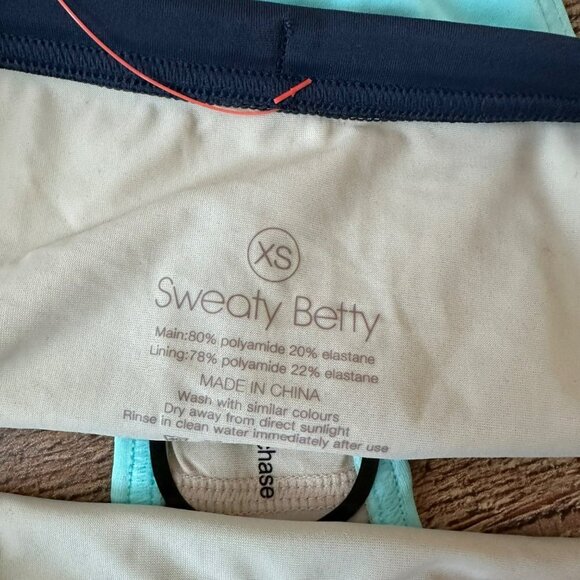 XS
Sweaty Betty
Main:80% polyamide 20% elastane
Lining:78% polyamide 22% elastane
MADE IN CHINA
Wash with similar colours
Dry away from direct sunlight
Rinse in clean water immediately after use